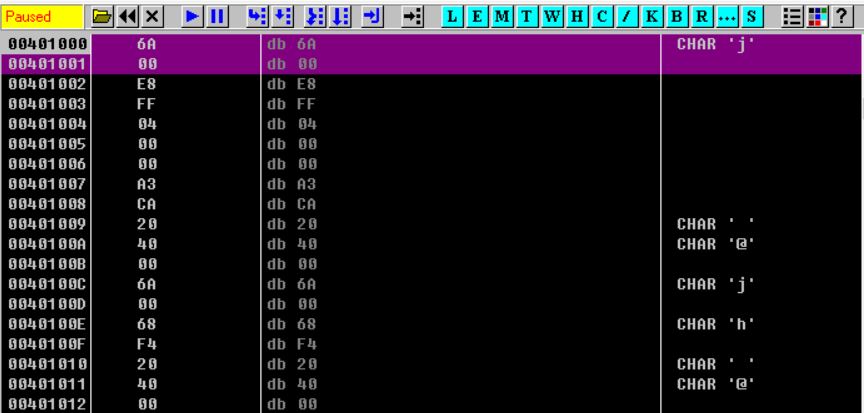 Paused L E M T W H C / K B R ... S ?
00401000 6A db 6A CHAR 'j'
00401001 00 db 00
00401002 E8 db E8
00401003 FF db FF
00401004 04 db 04
00401005 00 db 00
00401006 00 db 00
00401007 A3 db A3
00401008 CA db CA
00401009 20 db 20 CHAR ' '
0040100A 40 db 40 CHAR '@'
0040100B 00 db 00
0040100C 6A db 6A CHAR 'j'
0040100D 00 db 00
0040100E 68 db 68 CHAR 'h'
0040100F F4 db F4
00401010 20 db 20 CHAR ' '
00401011 40 db 40 CHAR '@'
00401012 00 db 00